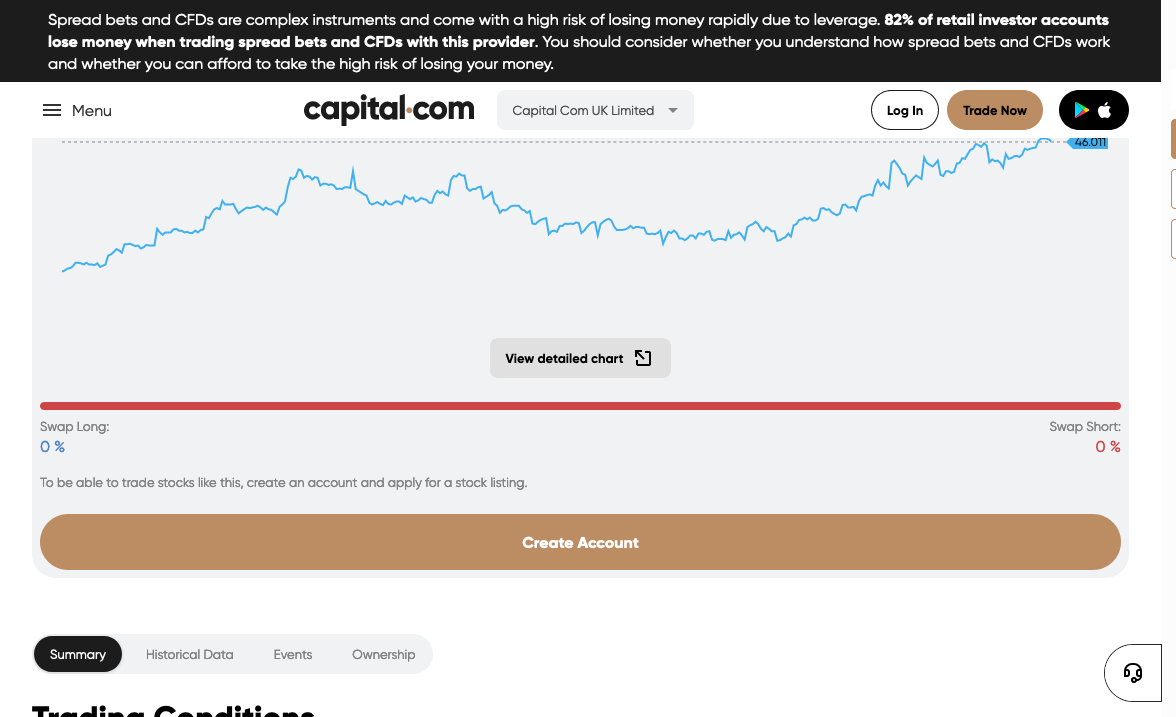 Spread bets and CFDs are complex instruments and come with a high risk of losing money rapidly due to leverage. 82% of retail investor accounts
lose money when trading spread bets and CFDs with this provider. You should consider whether you understand how spread bets and CFDs work
and whether you can afford to take the high risk of losing your money.
Menu
capital.com
Capital Com UK Limited
Log In
Trade Now
46.011
View detailed chart
Swap Long:
Swap Short:
0 %
0 %
To be able to trade stocks like this, create an account and apply for a stock listing.
Create Account
Summary
Historical Data
Events
Ownership
Trading Conditions